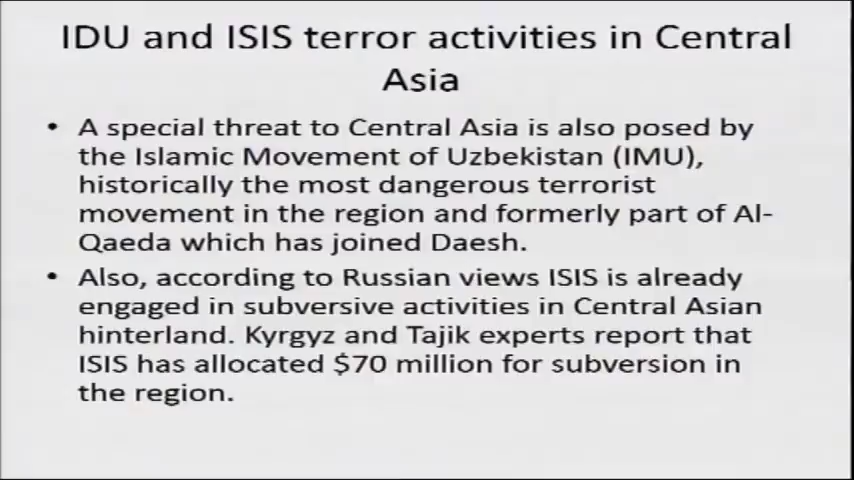 IDU and ISIS terror activities in Central
Asia
• A special threat to Central Asia is also posed by
the Islamic Movement of Uzbekistan (IMU),
historically the most dangerous terrorist
movement in the region and formerly part of Al-
Qaeda which has joined Daesh.
• Also, according to Russian views ISIS is already
engaged in subversive activities in Central Asian
hinterland. Kyrgyz and Tajik experts report that
ISIS has allocated $70 million for subversion in
the region.